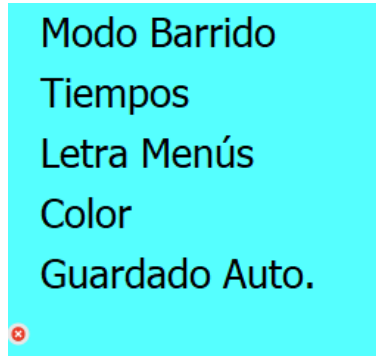 Modo Barrido
Tiempos
Letra Menús
Color
Guardado Auto.